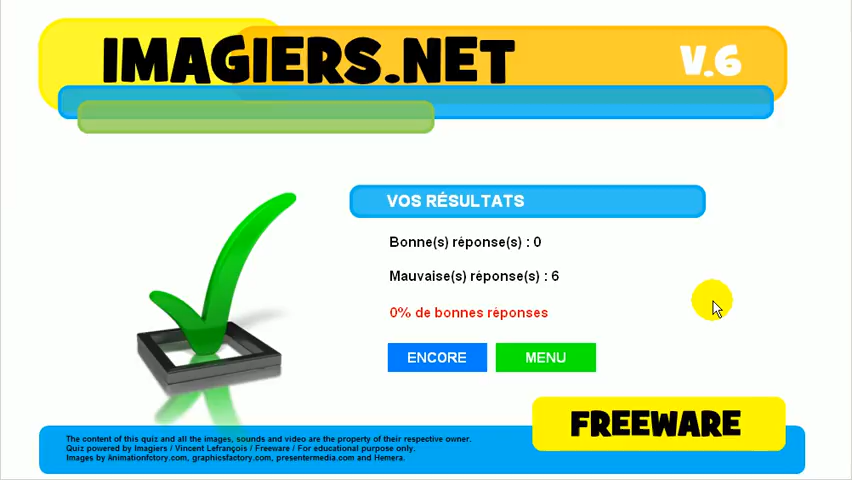 IMAGIERS.NET
V.6
VOS RÉSULTATS
Bonne(s) réponse(s) : 0
Mauvaise(s) réponse(s) : 6
0% de bonnes réponses
ENCORE
MENU
FREEWARE
The content of this quiz and all the images, sounds and video are the property of their respective owner.
Quiz powered by Imagiers / Vincent Lefrançois / Freeware / For educational purpose only.
Images by Animationfctory.com, graphicsfactory.com, presentermedia.com and Hemera.